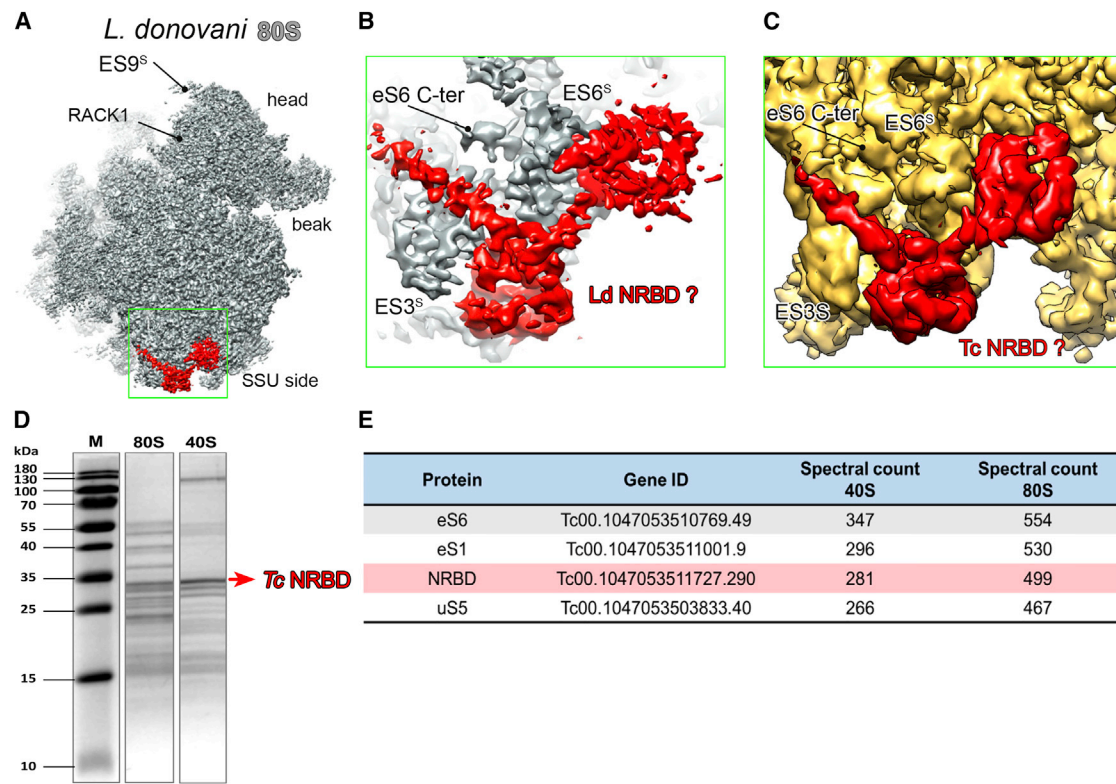 A
L. donovani 80S
ES9S
RACK1
head
beak
SSU side
B
eS6 C-ter
ES6S
ES3S
Ld NRBD ?
C
eS6 C-ter
ES6S
ES3S
Tc NRBD ?
D
kDa
M
80S
40S
180
130
100
70
55
40
35
25
15
10
Tc NRBD
E
Protein Gene ID Spectral count 40S Spectral count 80S
eS6 Tc00.1047053510769.49 347 554
eS1 Tc00.1047053511001.9 296 530
NRBD Tc00.1047053511727.290 281 499
uS5 Tc00.1047053503833.40 266 467